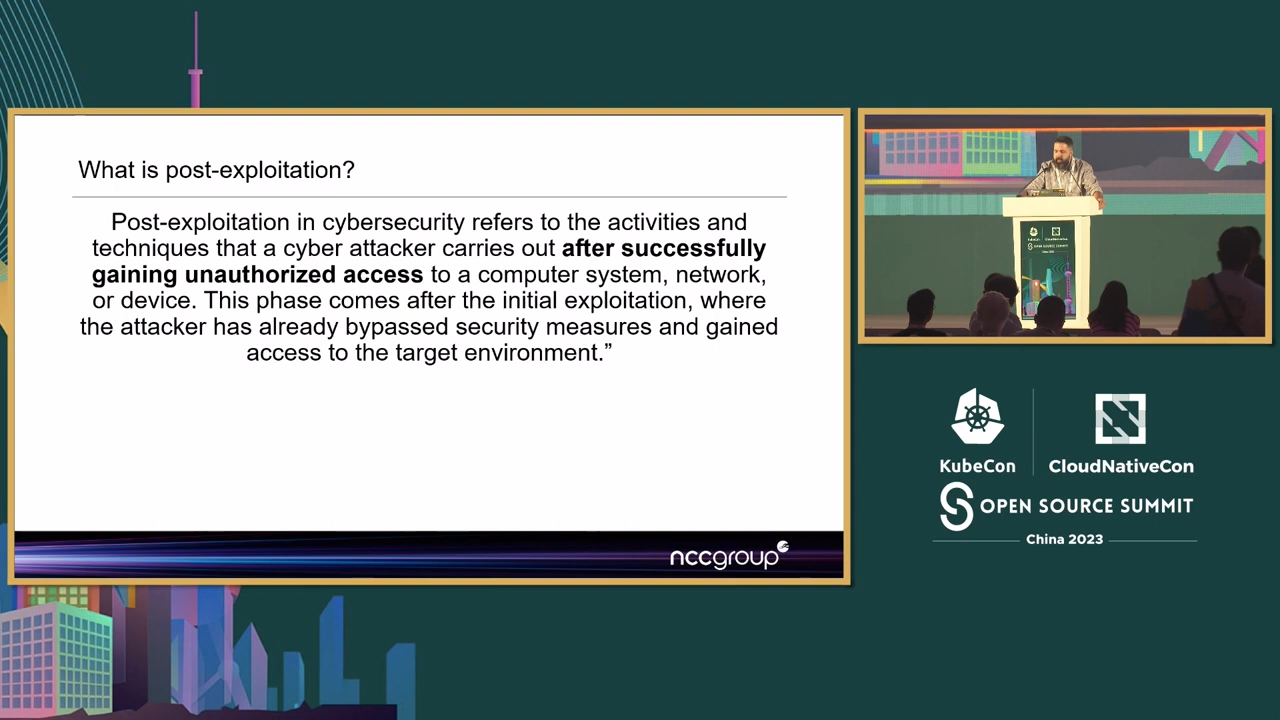 What is post-exploitation?
Post-exploitation in cybersecurity refers to the activities and
techniques that a cyber attacker carries out after successfully
gaining unauthorized access to a computer system, network,
or device. This phase comes after the initial exploitation, where
the attacker has already bypassed security measures and gained
access to the target environment.”
nccgroup
KubeCon
CloudNativeCon
OPEN SOURCE SUMMIT
China 2023